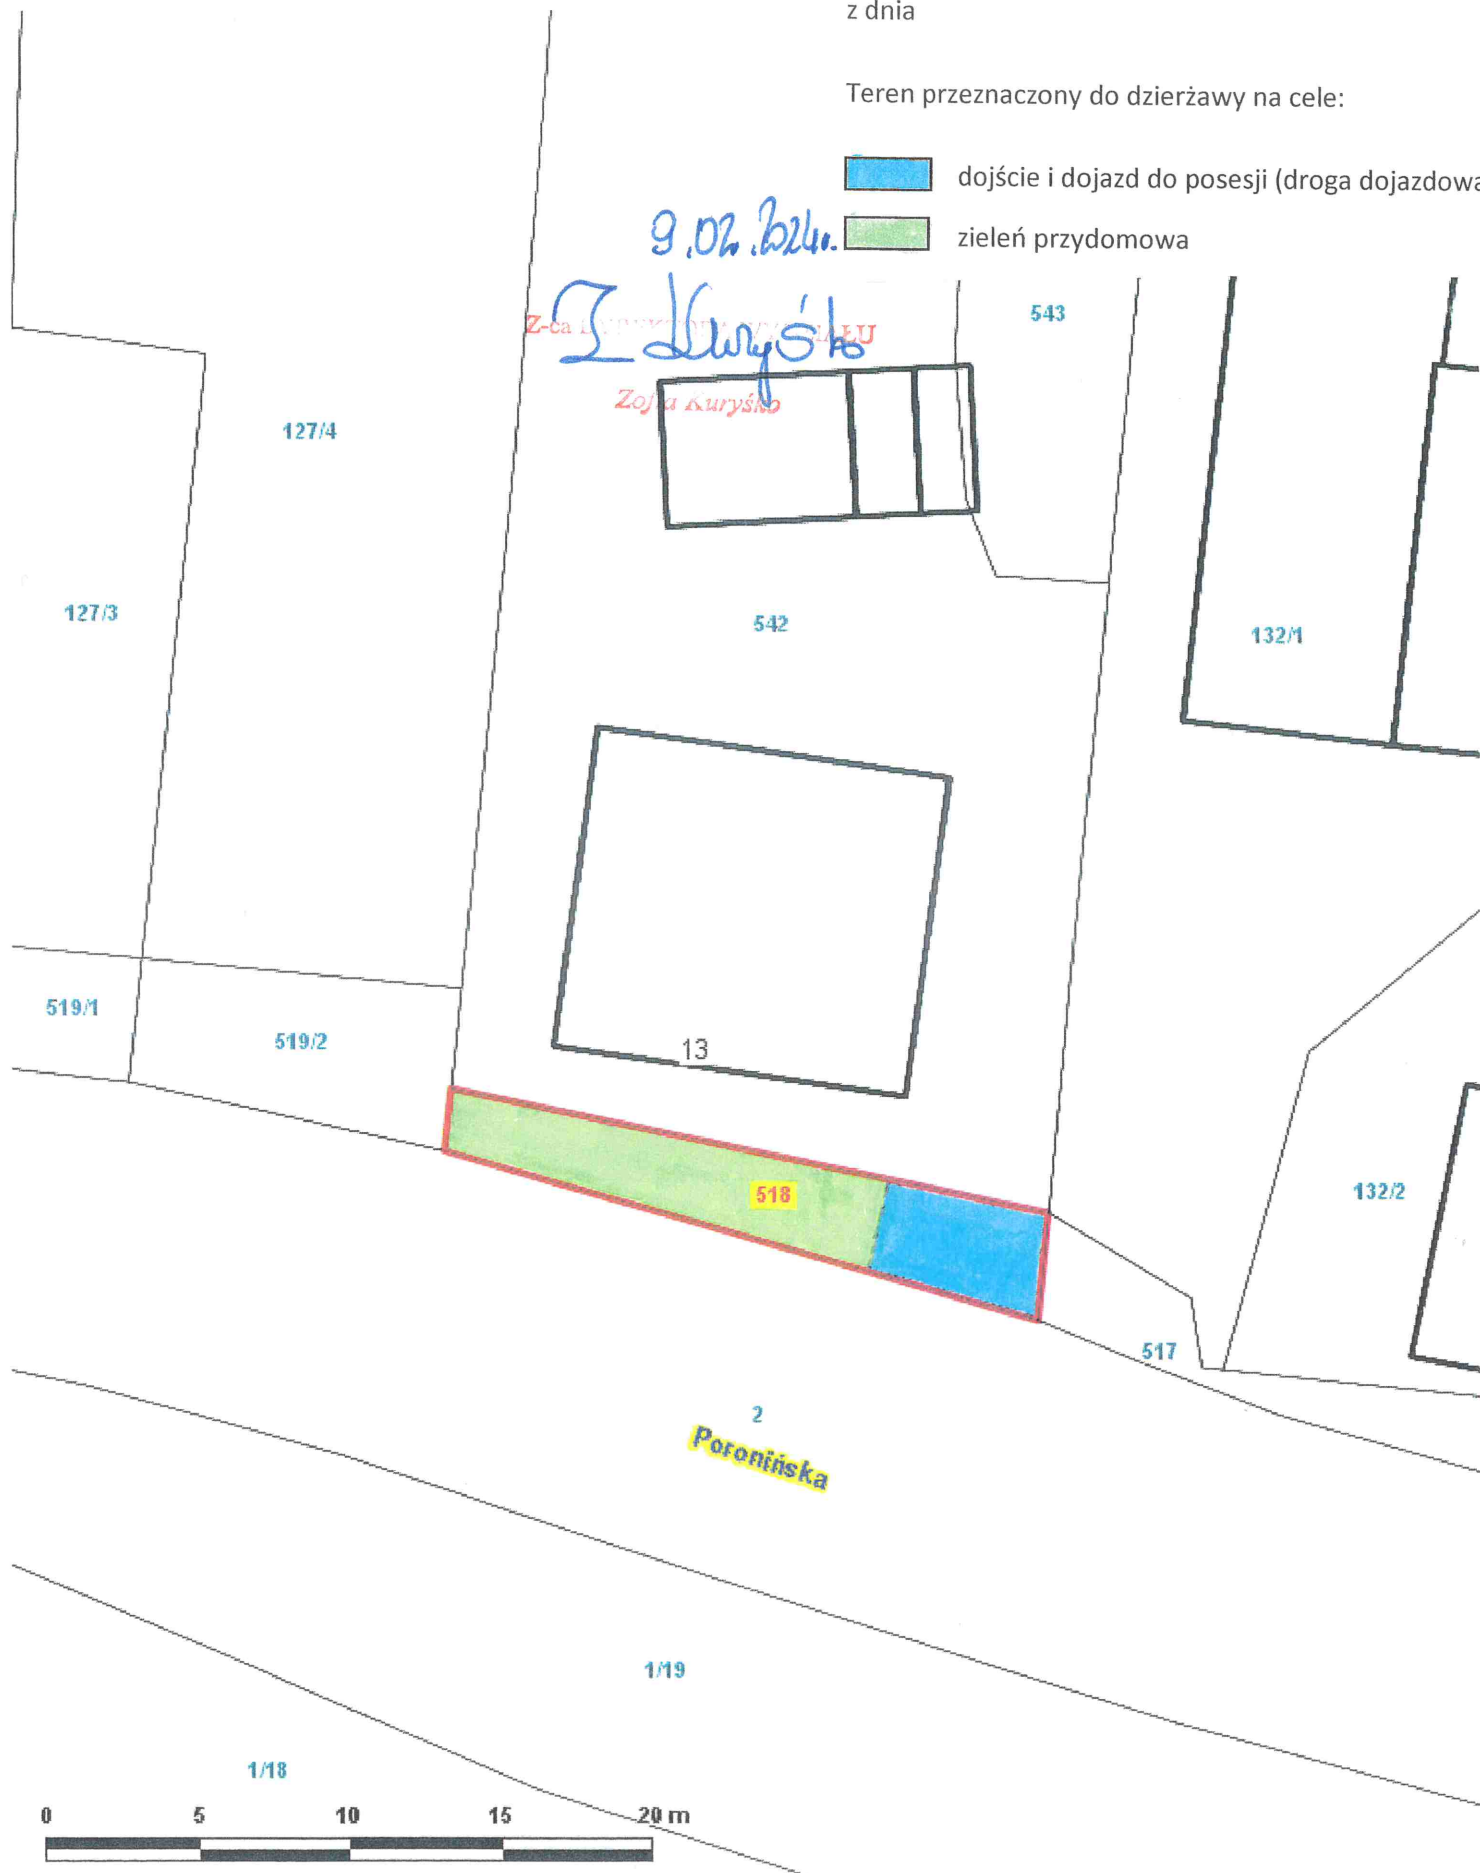 z dnia
Teren przeznaczony do dzierżawy na cele:
dojście i dojazd do posesji (droga dojazdowa
9.02.2024r.
zieleń przydomowa
543
Z-ca
Z Kuryśko
Zofia Kuryśko
127/4
127/3
542
132/1
519/1
519/2
13
518
132/2
517
2
Poronińska
1/19
1/18
0 5 10 15 20 m